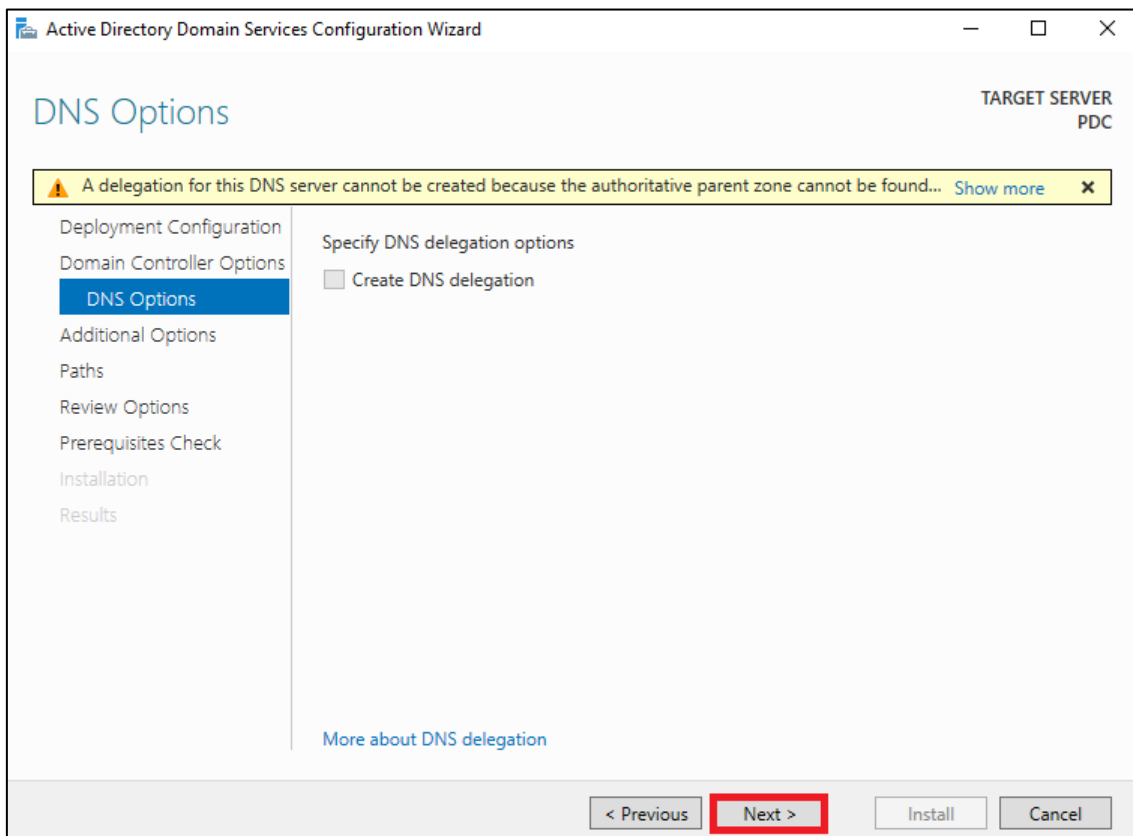 Active Directory Domain Services Configuration Wizard
DNS Options
TARGET SERVER
PDC
A delegation for this DNS server cannot be created because the authoritative parent zone cannot be found... Show more
Deployment Configuration
Domain Controller Options
DNS Options
Additional Options
Paths
Review Options
Prerequisites Check
Installation
Results
Specify DNS delegation options
Create DNS delegation
More about DNS delegation
< Previous Next > Install Cancel